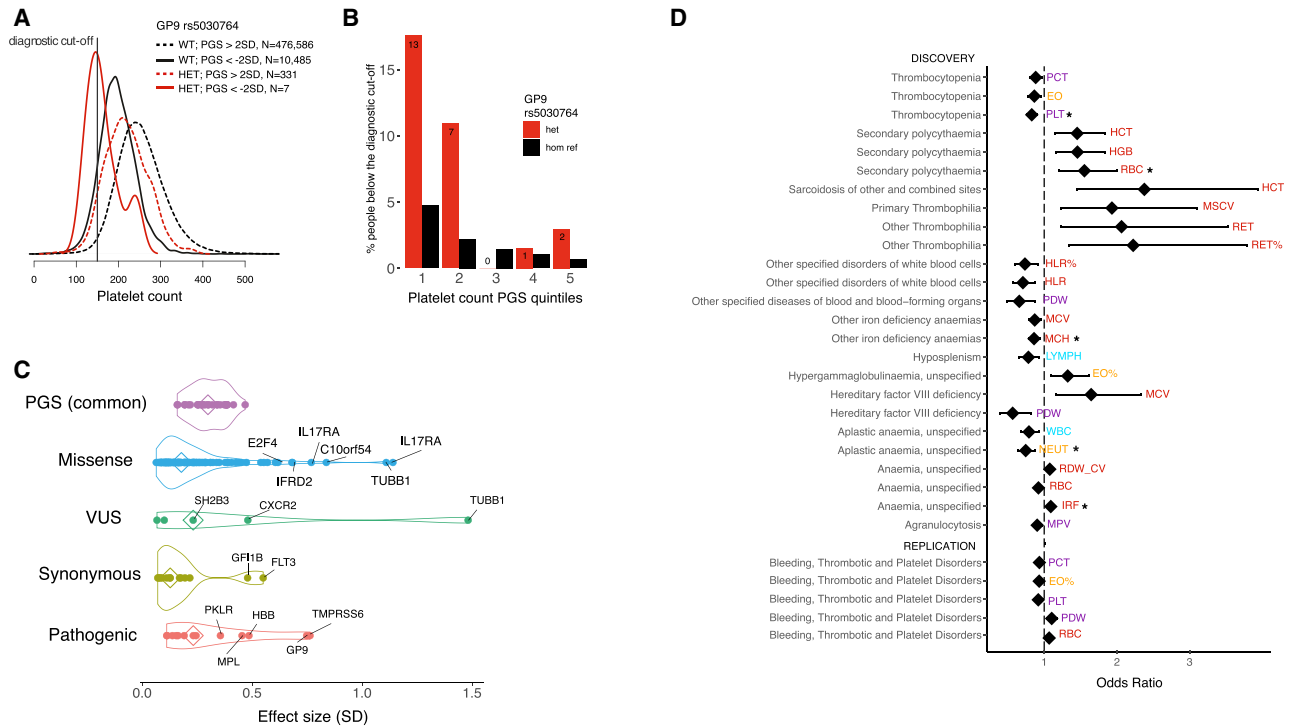 A
GP9 rs5030764
diagnostic cut-off
WT; PGS > 2SD, N=476,586
WT; PGS < -2SD, N=10,485
HET; PGS > 2SD, N=331
HET; PGS < -2SD, N=7
0 100 200 300 400 500
Platelet count
B
% people below the diagnostic cut-off
15
10
5
0
13
7
0
1
2
GP9
rs5030764
het
hom ref
1 2 3 4 5
Platelet count PGS quintiles
C
PGS (common)
Missense
E2F4
IL17RA
C10orf54
IL17RA
IFRD2
TUBB1
VUS
SH2B3
CXCR2
TUBB1
Synonymous
GFI1B
FLT3
Pathogenic
PKLR
HBB
TMPRSS6
MPL
GP9
0.0 0.5 1.0 1.5
Effect size (SD)
D
DISCOVERY
Thrombocytopenia PCT
Thrombocytopenia EO
Thrombocytopenia PLT *
Secondary polycythaemia HCT
Secondary polycythaemia HGB
Secondary polycythaemia RBC *
Sarcoidosis of other and combined sites HCT
Primary Thrombophilia MSCV
Other Thrombophilia RET
Other Thrombophilia RET%
Other specified disorders of white blood cells HLR%
Other specified disorders of white blood cells HLR
Other specified diseases of blood and blood−forming organs PDW
Other iron deficiency anaemias MCV
Other iron deficiency anaemias MCH *
Hyposplenism LYMPH
Hypergammaglobulinaemia, unspecified EO%
Hereditary factor VIII deficiency MCV
Hereditary factor VIII deficiency PDW
Aplastic anaemia, unspecified WBC
Aplastic anaemia, unspecified NEUT *
Anaemia, unspecified RDW_CV
Anaemia, unspecified RBC
Anaemia, unspecified IRF *
Agranulocytosis MPV
REPLICATION
Bleeding, Thrombotic and Platelet Disorders PCT
Bleeding, Thrombotic and Platelet Disorders EO%
Bleeding, Thrombotic and Platelet Disorders PLT
Bleeding, Thrombotic and Platelet Disorders PDW
Bleeding, Thrombotic and Platelet Disorders RBC
1 2 3
Odds Ratio